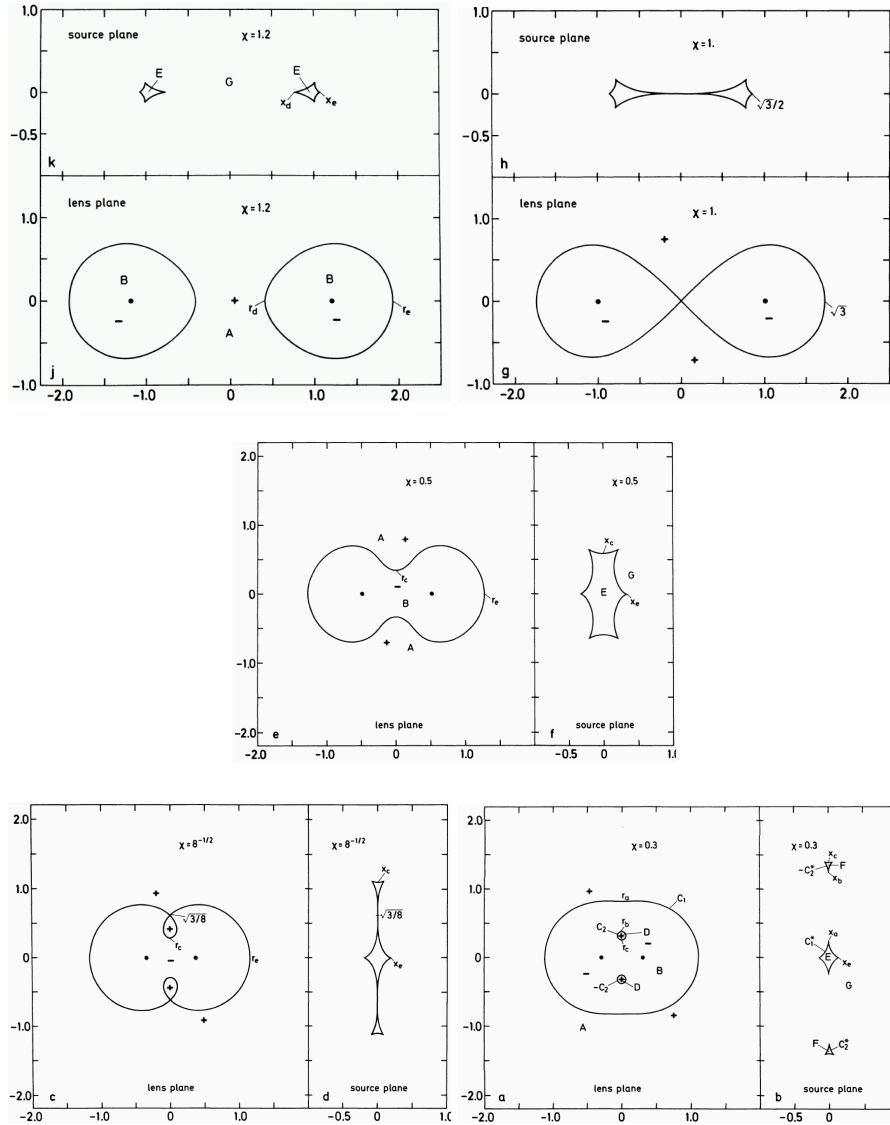 source plane
χ = 1.2
E
E
G
x_d
x_e
k
1.0
0
-0.5
lens plane
χ = 1.2
B
B
r_d
r_e
A
j
1.0
0
-1.0
-2.0 -1.0 0 1.0 2.0
source plane
χ = 1.
√3/2
h
1.0
0
-0.5
lens plane
χ = 1.
√3
g
1.0
0
-1.0
-2.0 -1.0 0 1.0 2.0
χ = 0.5
A
r_c
B
r_e
A
e
lens plane
2.0
1.0
0
-1.0
-2.0
-2.0 -1.0 0 1.0
χ = 0.5
x_c
G
E
x_e
f
source plane
-0.5 0
χ = 8^{-1/2}
√3/8
r_c
r_e
c
lens plane
2.0
1.0
0
-1.0
-2.0
-2.0 -1.0 0 1.0
χ = 8^{-1/2}
x_c
√3/8
x_e
d
source plane
-0.5 0
χ = 0.3
r_a
C_1
r_b
C_2
D
r_c
B
-C_2
D
A
a
lens plane
2.0
1.0
0
-1.0
-2.0
-2.0 -1.0 0 1.0
χ = 0.3
x_c
-C_2^*
F
x_b
x_a
C_1^*
E
x_e
G
F
C_2^*
b
source plane
-0.5 0 1.0